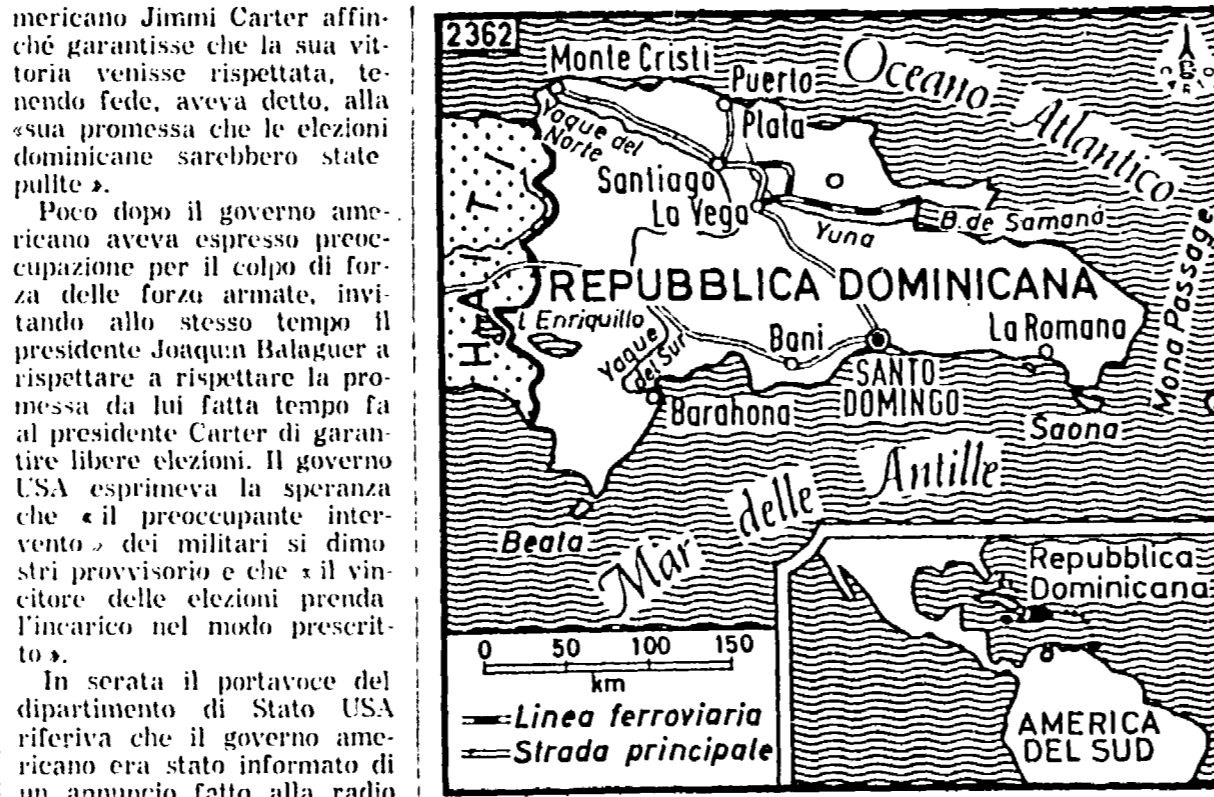 mericano Jimmi Carter affin-
ché garantisse che la sua vit-
toria venisse rispettata, te-
nendo fede, aveva detto, alla
«sua promessa che le elezioni
dominicane sarebbero state
pulite».
Poco dopo il governo ame-
ricano aveva espresso preoc-
cupazione per il colpo di for-
za delle forze armate, invi-
tando allo stesso tempo il
presidente Joaquin Balaguer a
rispettare a rispettare la pro-
messa da lui fatta tempo fa
al presidente Carter di garan-
tire libere elezioni. Il governo
USA esprimeva la speranza
che «il preoccupante inter-
vento» dei militari si dimo
stri provvisorio e che «il vin-
citore delle elezioni prenda
l'incarico nel modo prescrit-
to».
In serata il portavoce del
dipartimento di Stato USA
riferiva che il governo ame-
ricano era stato informato di
un annuncio fatto alla radio
2362
Monte Cristi
Puerto
Plata
Oceano
Atlantico
Yaque del
Norte
Santiago
La Vega
Yuna
B. de Samaná
HAITI
REPUBBLICA DOMINICANA
Mona Passage
l Enriquillo
Yaque
del Sur
Bani
La Romana
SANTO
DOMINGO
Barahona
Saona
Beata
Mar delle Antille
0 50 100 150
km
Linea ferroviaria
Strada principale
Repubblica
Dominicana
AMERICA
DEL SUD